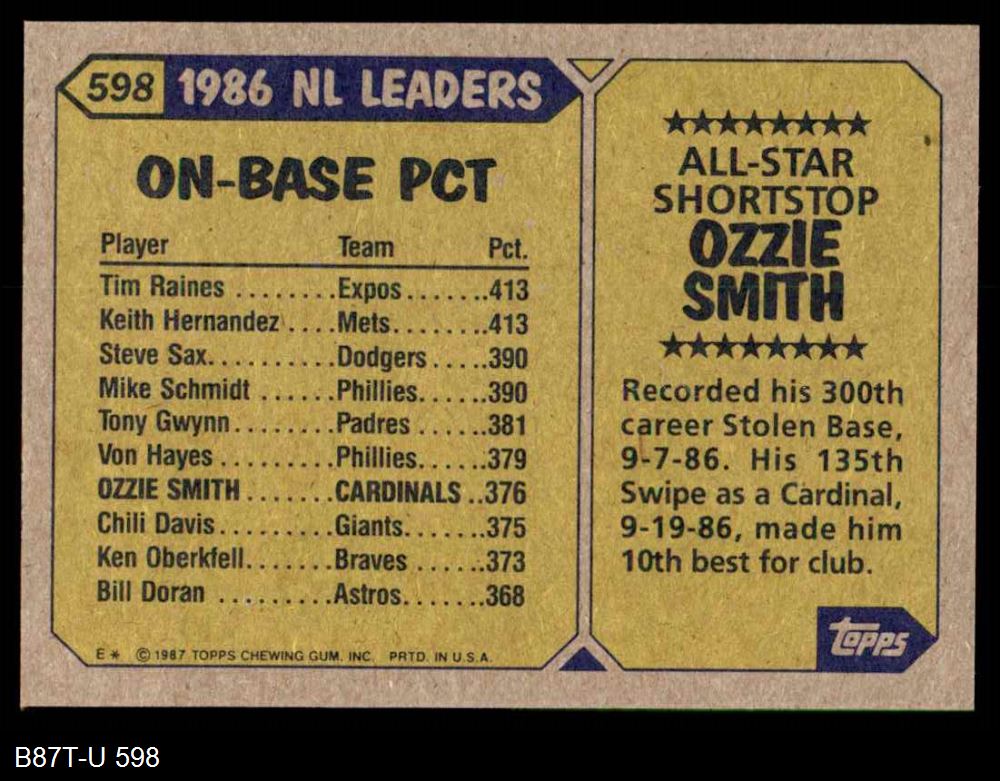 598 1986 NL LEADERS
ON-BASE PCT
Player Team Pct.
Tim Raines ........Expos.......413
Keith Hernandez ....Mets........413
Steve Sax..........Dodgers .....390
Mike Schmidt ......Phillies......390
Tony Gwynn........Padres ......381
Von Hayes .........Phillies......379
OZZIE SMITH.......CARDINALS ..376
Chili Davis.........Giants.......375
Ken Oberkfell.......Braves ......373
Bill Doran .........Astros.......368
E* © 1987 TOPPS CHEWING GUM, INC. PRTD. IN U.S.A.
ALL-STAR
SHORTSTOP
OZZIE
SMITH
Recorded his 300th
career Stolen Base,
9-7-86. His 135th
Swipe as a Cardinal,
9-19-86, made him
10th best for club.
Topps
B87T-U 598